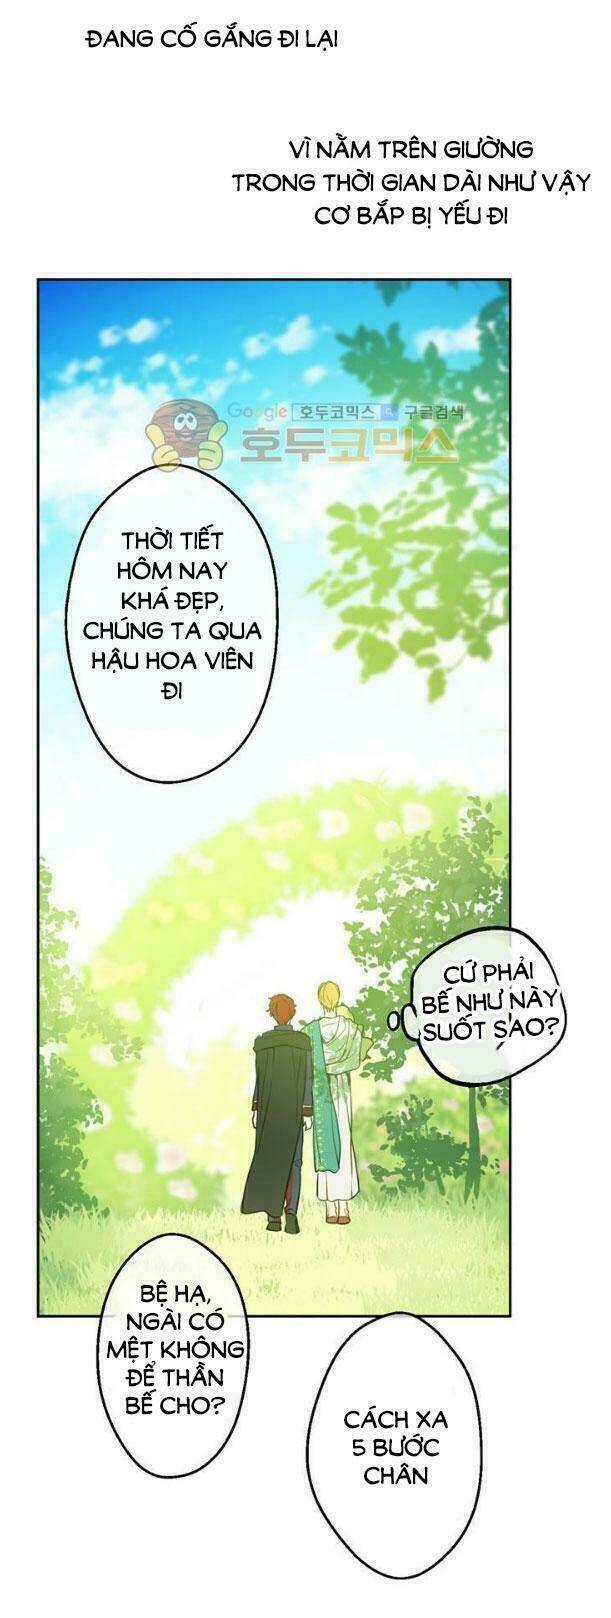 ĐANG CỐ GẮNG ĐI LẠI
VÌ NẰM TRÊN GIƯỜNG
TRONG THỜI GIAN DÀI NHƯ VẬY
CƠ BẮP BỊ YẾU ĐI
Google 호두코믹스 구글검색
호두코믹스
THỜI TIẾT
HÔM NAY
KHÁ ĐẸP,
CHÚNG TA QUA
HẬU HOA VIÊN
ĐI
CỨ PHẢI
BẾ NHƯ NÀY
SUỐT SAO?
BỆ HẠ,
NGÀI CÓ
MỆT KHÔNG
ĐỂ THẦN
BẾ CHO?
CÁCH XA
5 BƯỚC
CHÂN